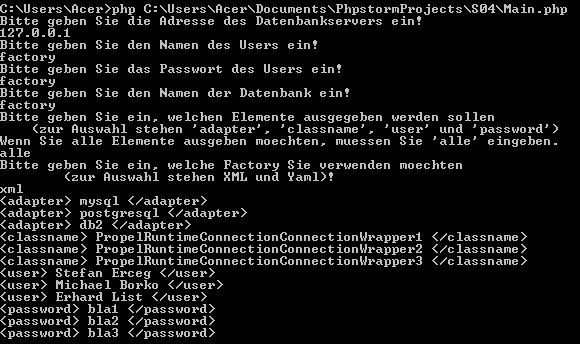 C:\Users\Acer>php C:\Users\Acer\Documents\PhpstormProjects\S04\Main.php
Bitte geben Sie die Adresse des Datenbankservers ein!
127.0.0.1
Bitte geben Sie den Namen des Users ein!
factory
Bitte geben Sie das Passwort des Users ein!
factory
Bitte geben Sie den Namen der Datenbank ein!
factory
Bitte geben Sie ein, welchen Elemente ausgegeben werden sollen
(zur Auswahl stehen 'adapter', 'classname', 'user' und 'password')
Wenn Sie alle Elemente ausgeben moechten, muessen Sie 'alle' eingeben.
alle
Bitte geben Sie ein, welche Factory Sie verwenden moechten
(zur Auswahl stehen XML und Yaml)!
xml
<adapter> mysql </adapter>
<adapter> postgresql </adapter>
<adapter> db2 </adapter>
<classname> PropelRuntimeConnectionConnectionWrapper1 </classname>
<classname> PropelRuntimeConnectionConnectionWrapper2 </classname>
<classname> PropelRuntimeConnectionConnectionWrapper3 </classname>
<user> Stefan Erceg </user>
<user> Michael Borko </user>
<user> Erhard List </user>
<password> bla1 </password>
<password> bla2 </password>
<password> bla3 </password>